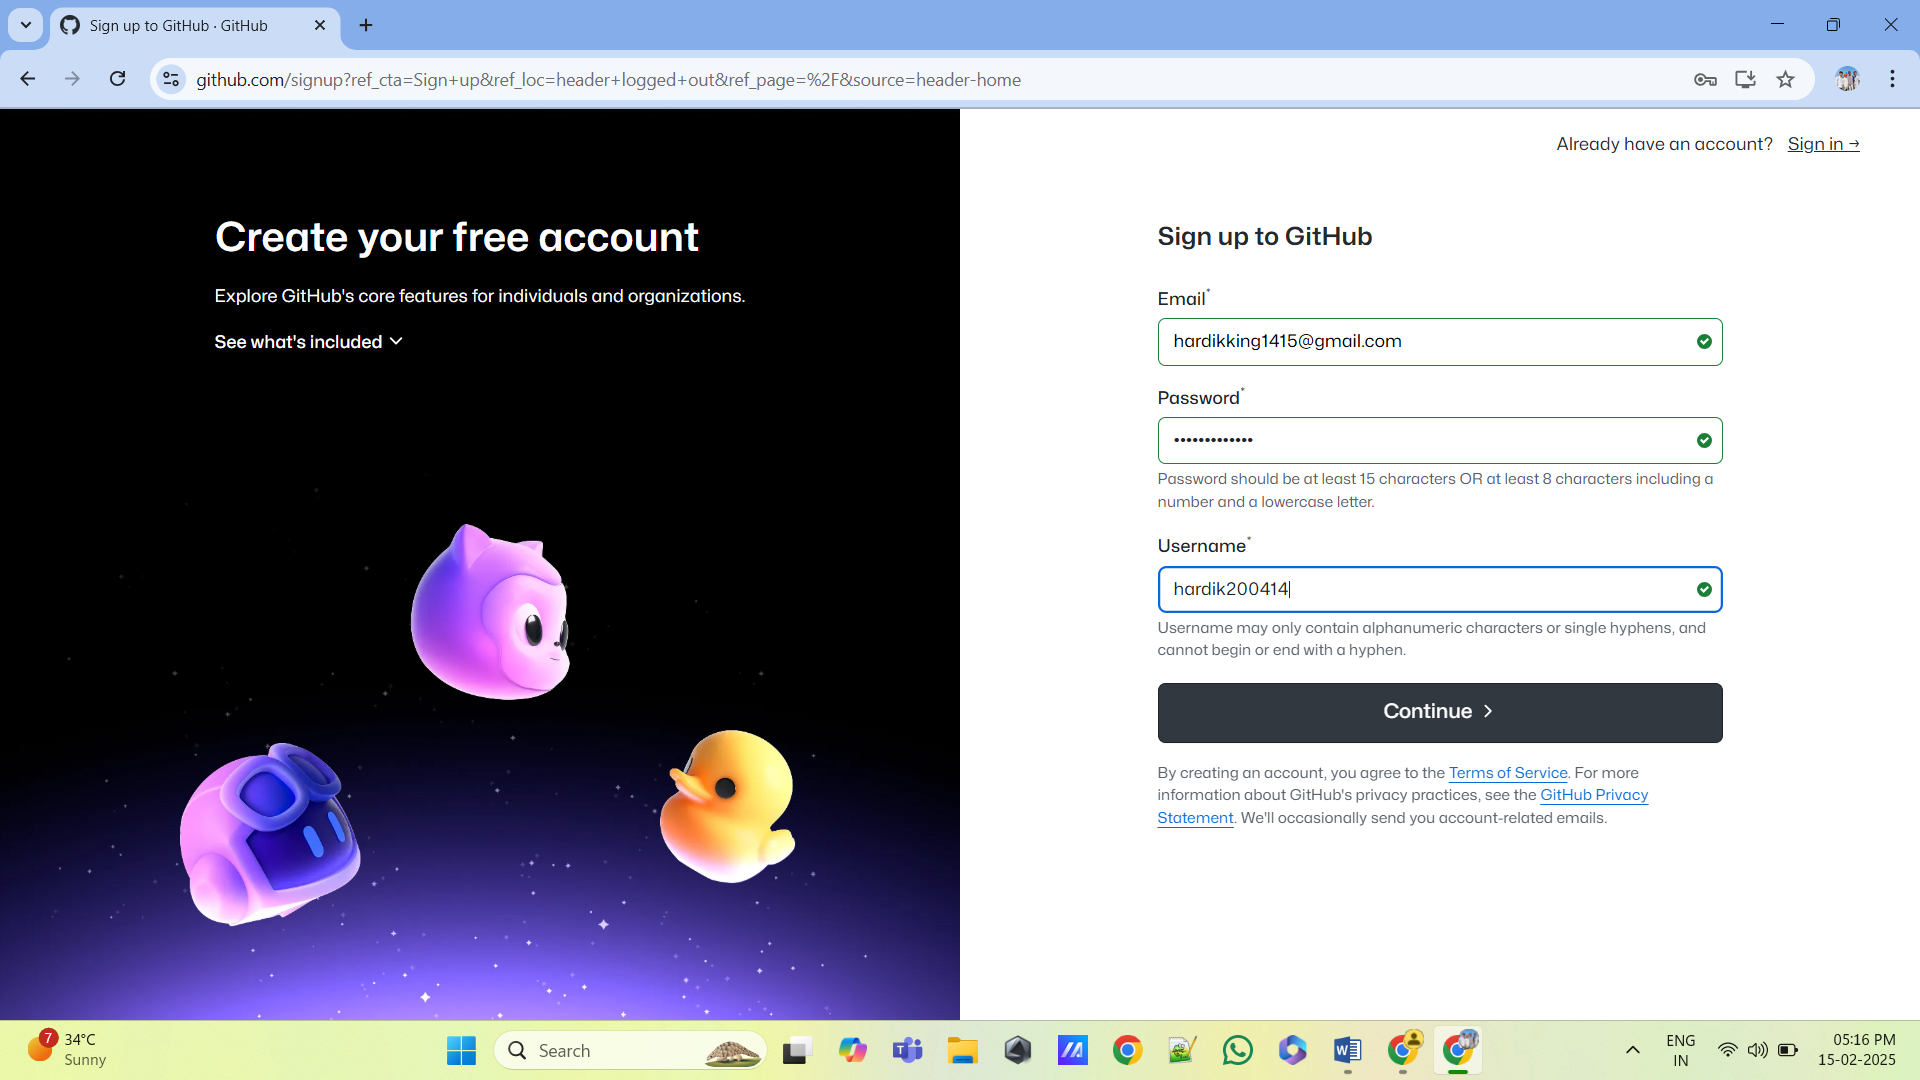 Sign up to GitHub · GitHub
github.com/signup?ref_cta=Sign+up&ref_loc=header+logged+out&ref_page=%2F&source=header-home
Already have an account? Sign in →
Create your free account
Explore GitHub's core features for individuals and organizations.
See what's included
Sign up to GitHub
Email*
hardikking1415@gmail.com
Password*
•••••••••••••
Password should be at least 15 characters OR at least 8 characters including a
number and a lowercase letter.
Username*
hardik200414
Username may only contain alphanumeric characters or single hyphens, and
cannot begin or end with a hyphen.
Continue
By creating an account, you agree to the Terms of Service. For more
information about GitHub's privacy practices, see the GitHub Privacy
Statement. We'll occasionally send you account-related emails.
7
34°C
Sunny
Search
ENG
IN
05:16 PM
15-02-2025